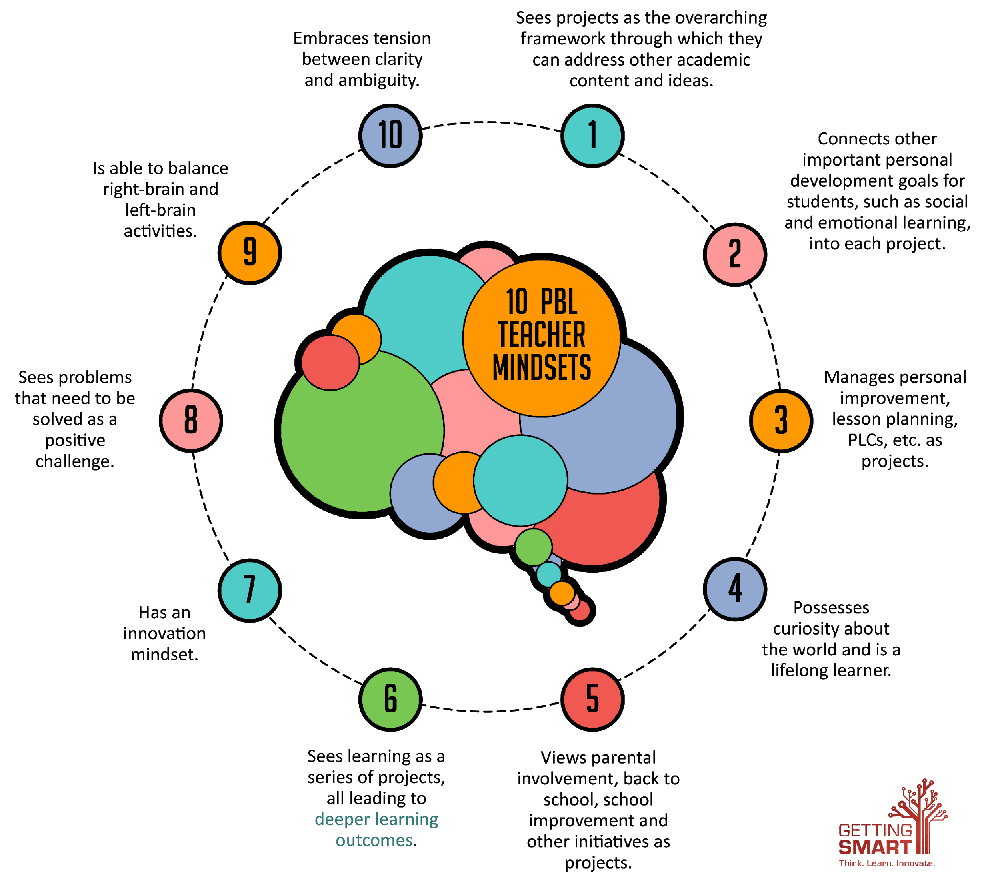 Sees projects as the overarching
framework through which they
can address other academic
content and ideas.
1
Connects other
important personal
development goals for
students, such as social
and emotional learning,
into each project.
2
Manages personal
improvement,
lesson planning,
PLCs, etc. as
projects.
3
Possesses
curiosity about
the world and is a
lifelong learner.
4
Views parental
involvement, back to
school, school
improvement and
other initiatives as
projects.
5
Sees learning as a
series of projects,
all leading to
deeper learning
outcomes.
6
Has an
innovation
mindset.
7
Sees problems
that need to be
solved as a
positive
challenge.
8
Is able to balance
right-brain and
left-brain
activities.
9
Embraces tension
between clarity
and ambiguity.
10
10 PBL
TEACHER
MINDSETS
GETTING
SMART
Think. Learn. Innovate.